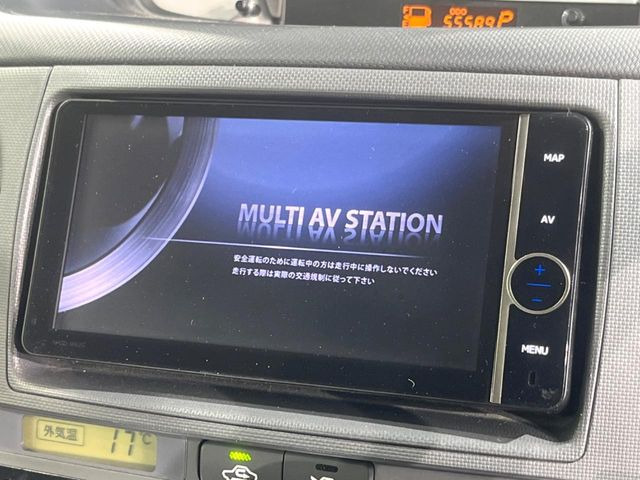 ODO
55589 P
MAP
AV
MULTI AV STATION
安全運転のために運転中の方は走行中に操作しないでください
走行する際は実際の交通規制に従って下さい
+
-
MENU
外気温 17℃